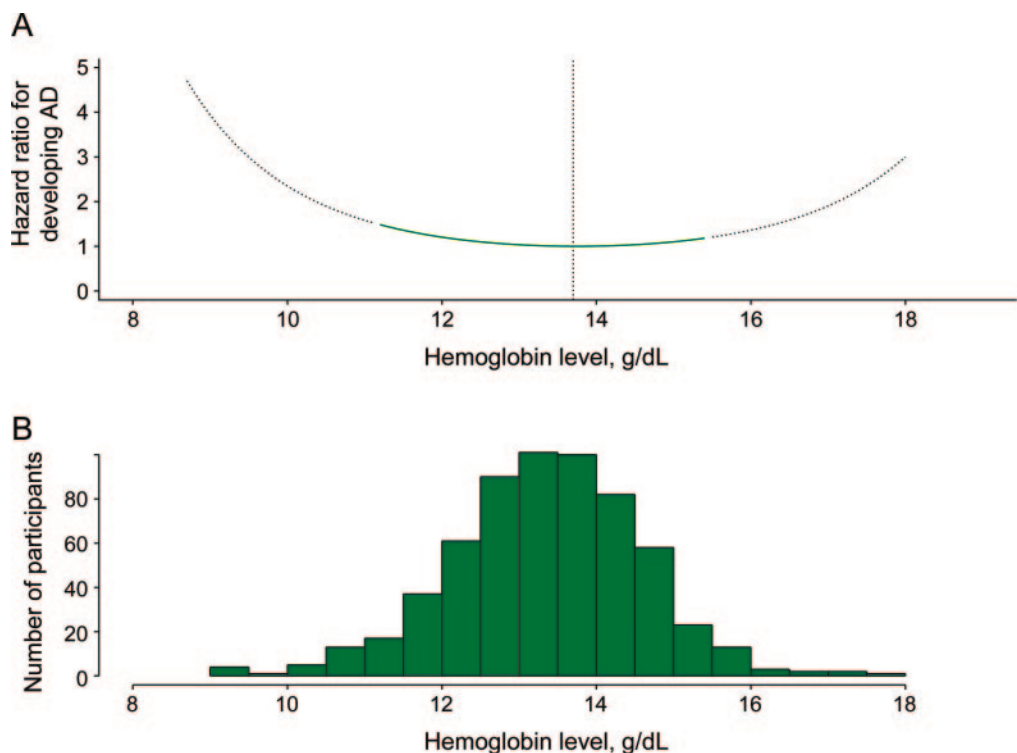 A
Hazard ratio for
developing AD
5
4
3
2
1
0
8 10 12 14 16 18
Hemoglobin level, g/dL
B
Number of participants
80
60
40
20
0
8 10 12 14 16 18
Hemoglobin level, g/dL